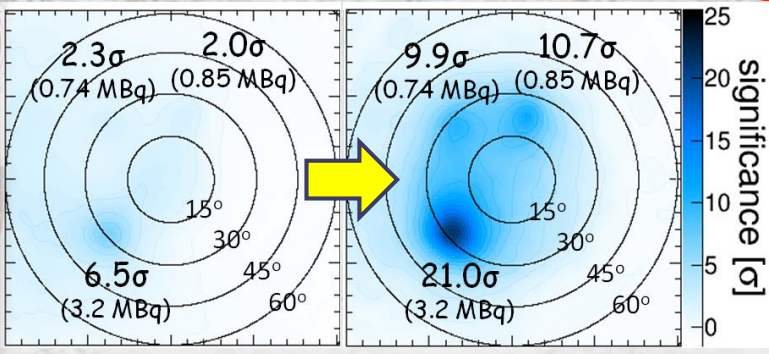 2.3σ
(0.74 MBq)
2.0σ
(0.85 MBq)
15°
30°
45°
60°
6.5σ
(3.2 MBq)
9.9σ
(0.74 MBq)
10.7σ
(0.85 MBq)
15°
30°
45°
60°
21.0σ
(3.2 MBq)
25
20
15
10
5
0
significance [σ]